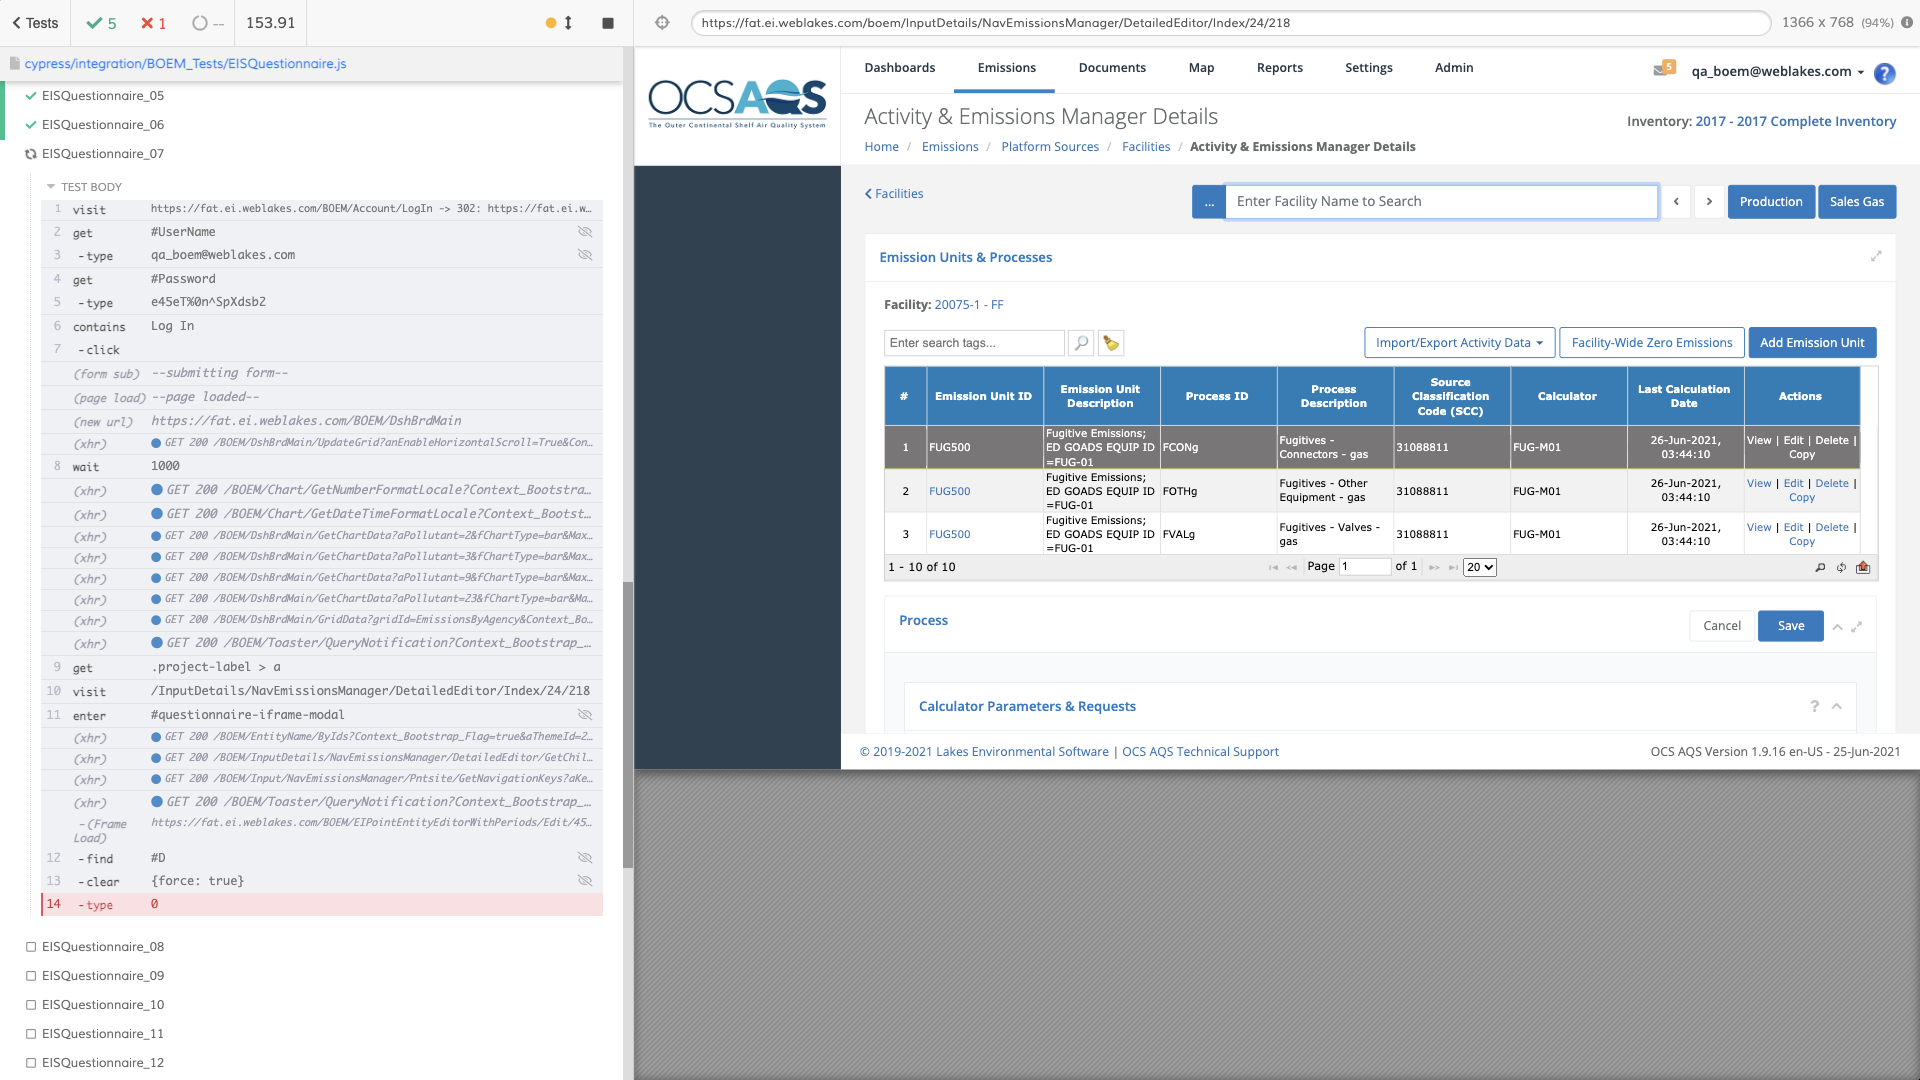 Tests
5
1
--
153.91
cypress/integration/BOEM_Tests/EISQuestionnaire.js
EISQuestionnaire_05
EISQuestionnaire_06
EISQuestionnaire_07
TEST BODY
1 visit https://fat.ei.weblakes.com/BOEM/Account/LogIn -> 302: https://fat.ei.w…
2 get #UserName
3 -type qa_boem@weblakes.com
4 get #Password
5 -type e45eT%0n^SpXdsb2
6 contains Log In
7 -click
(form sub) --submitting form--
(page load) --page loaded--
(new url) https://fat.ei.weblakes.com/BOEM/DshBrdMain
(xhr) GET 200 /BOEM/DshBrdMain/UpdateGrid?anEnableHorizontalScroll=True&Con…
8 wait 1000
(xhr) GET 200 /BOEM/Chart/GetNumberFormatLocale?Context_Bootstra…
(xhr) GET 200 /BOEM/Chart/GetDateTimeFormatLocale?Context_Bootst…
(xhr) GET 200 /BOEM/DshBrdMain/GetChartData?aPollutant=2&fChartType=bar&Max…
(xhr) GET 200 /BOEM/DshBrdMain/GetChartData?aPollutant=3&fChartType=bar&Max…
(xhr) GET 200 /BOEM/DshBrdMain/GetChartData?aPollutant=9&fChartType=bar&Max…
(xhr) GET 200 /BOEM/DshBrdMain/GetChartData?aPollutant=23&fChartType=bar&Ma…
(xhr) GET 200 /BOEM/DshBrdMain/GridData?gridId=EmissionsByAgency&Context_Bo…
(xhr) GET 200 /BOEM/Toaster/QueryNotification?Context_Bootstrap_…
9 get .project-label > a
10 visit /InputDetails/NavEmissionsManager/DetailedEditor/Index/24/218
11 enter #questionnaire-iframe-modal
(xhr) GET 200 /BOEM/EntityName/ByIds?Context_Bootstrap_Flag=true&aThemeId=2…
(xhr) GET 200 /BOEM/InputDetails/NavEmissionsManager/DetailedEditor/GetChil…
(xhr) GET 200 /BOEM/Input/NavEmissionsManager/Pntsite/GetNavigationKeys?aKe…
(xhr) GET 200 /BOEM/Toaster/QueryNotification?Context_Bootstrap_…
-(Frame Load) https://fat.ei.weblakes.com/BOEM/EIPointEntityEditorWithPeriods/Edit/45…
12 -find #D
13 -clear {force: true}
14 -type 0
EISQuestionnaire_08
EISQuestionnaire_09
EISQuestionnaire_10
EISQuestionnaire_11
EISQuestionnaire_12
https://fat.ei.weblakes.com/boem/InputDetails/NavEmissionsManager/DetailedEditor/Index/24/218
1366 x 768 (94%)
OCSAQS
The Outer Continental Shelf Air Quality System
Dashboards Emissions Documents Map Reports Settings Admin
5
qa_boem@weblakes.com
?
Activity & Emissions Manager Details
Inventory: 2017 - 2017 Complete Inventory
Home / Emissions / Platform Sources / Facilities / Activity & Emissions Manager Details
Facilities
...
Enter Facility Name to Search
Production
Sales Gas
Emission Units & Processes
Facility: 20075-1 - FF
Enter search tags...
Import/Export Activity Data
Facility-Wide Zero Emissions
Add Emission Unit
# Emission Unit ID Emission Unit Description Process ID Process Description Source Classification Code (SCC) Calculator Last Calculation Date Actions
1 FUG500 Fugitive Emissions; ED GOADS EQUIP ID =FUG-01 FCONg Fugitives - Connectors - gas 31088811 FUG-M01 26-Jun-2021, 03:44:10 View | Edit | Delete | Copy
2 FUG500 Fugitive Emissions; ED GOADS EQUIP ID =FUG-01 FOTHg Fugitives - Other Equipment - gas 31088811 FUG-M01 26-Jun-2021, 03:44:10 View | Edit | Delete | Copy
3 FUG500 Fugitive Emissions; ED GOADS EQUIP ID =FUG-01 FVALg Fugitives - Valves - gas 31088811 FUG-M01 26-Jun-2021, 03:44:10 View | Edit | Delete | Copy
1 - 10 of 10
Page 1 of 1
20
Process
Cancel
Save
Calculator Parameters & Requests
?
© 2019-2021 Lakes Environmental Software | OCS AQS Technical Support
OCS AQS Version 1.9.16 en-US - 25-Jun-2021